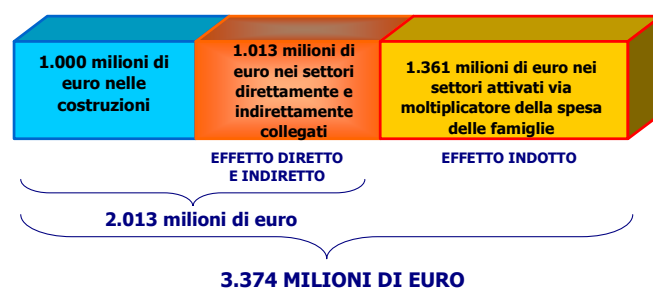 1.000 milioni di
euro nelle
costruzioni
1.013 milioni di
euro nei settori
direttamente e
indirettamente
collegati
1.361 milioni di euro nei
settori attivati via
moltiplicatore della spesa
delle famiglie
EFFETTO DIRETTO
E INDIRETTO
EFFETTO INDOTTO
2.013 milioni di euro
3.374 MILIONI DI EURO